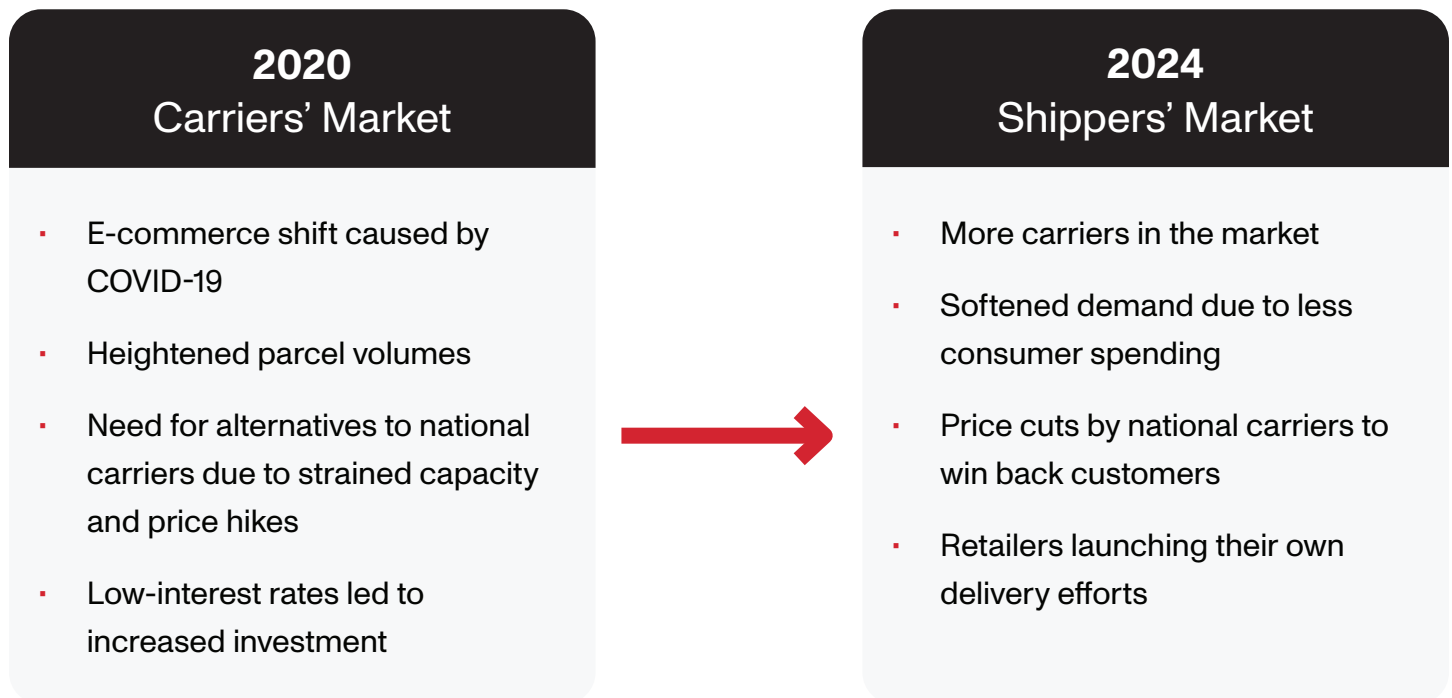 2020
Carriers’ Market
· E-commerce shift caused by
COVID-19
· Heightened parcel volumes
· Need for alternatives to national
carriers due to strained capacity
and price hikes
· Low-interest rates led to
increased investment
2024
Shippers’ Market
· More carriers in the market
· Softened demand due to less
consumer spending
· Price cuts by national carriers to
win back customers
· Retailers launching their own
delivery efforts